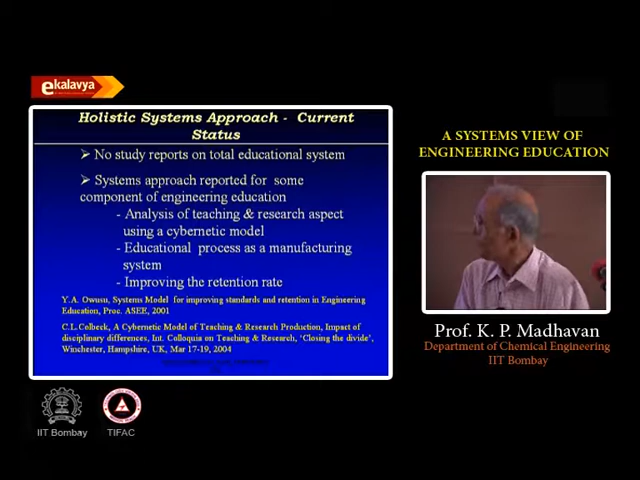 ekalavya
Holistic Systems Approach - Current
Status
➢ No study reports on total educational system
➢ Systems approach reported for some
component of engineering education
- Analysis of teaching & research aspect
using a cybernetic model
- Educational process as a manufacturing
system
- Improving the retention rate
Y.A. Owusu, Systems Model for improving standards and retention in Engineering
Education, Proc. ASEE, 2001
C.L.Colbeck, A Cybernetic Model of Teaching & Research Production, Impact of
disciplinary differences, Int. Colloquia on Teaching & Research, 'Closing the divide',
Winchester, Hampshire, UK, Mar 17-19, 2004
A SYSTEMS VIEW OF
ENGINEERING EDUCATION
Prof. K. P. Madhavan
Department of Chemical Engineering
IIT Bombay
IIT Bombay TIFAC